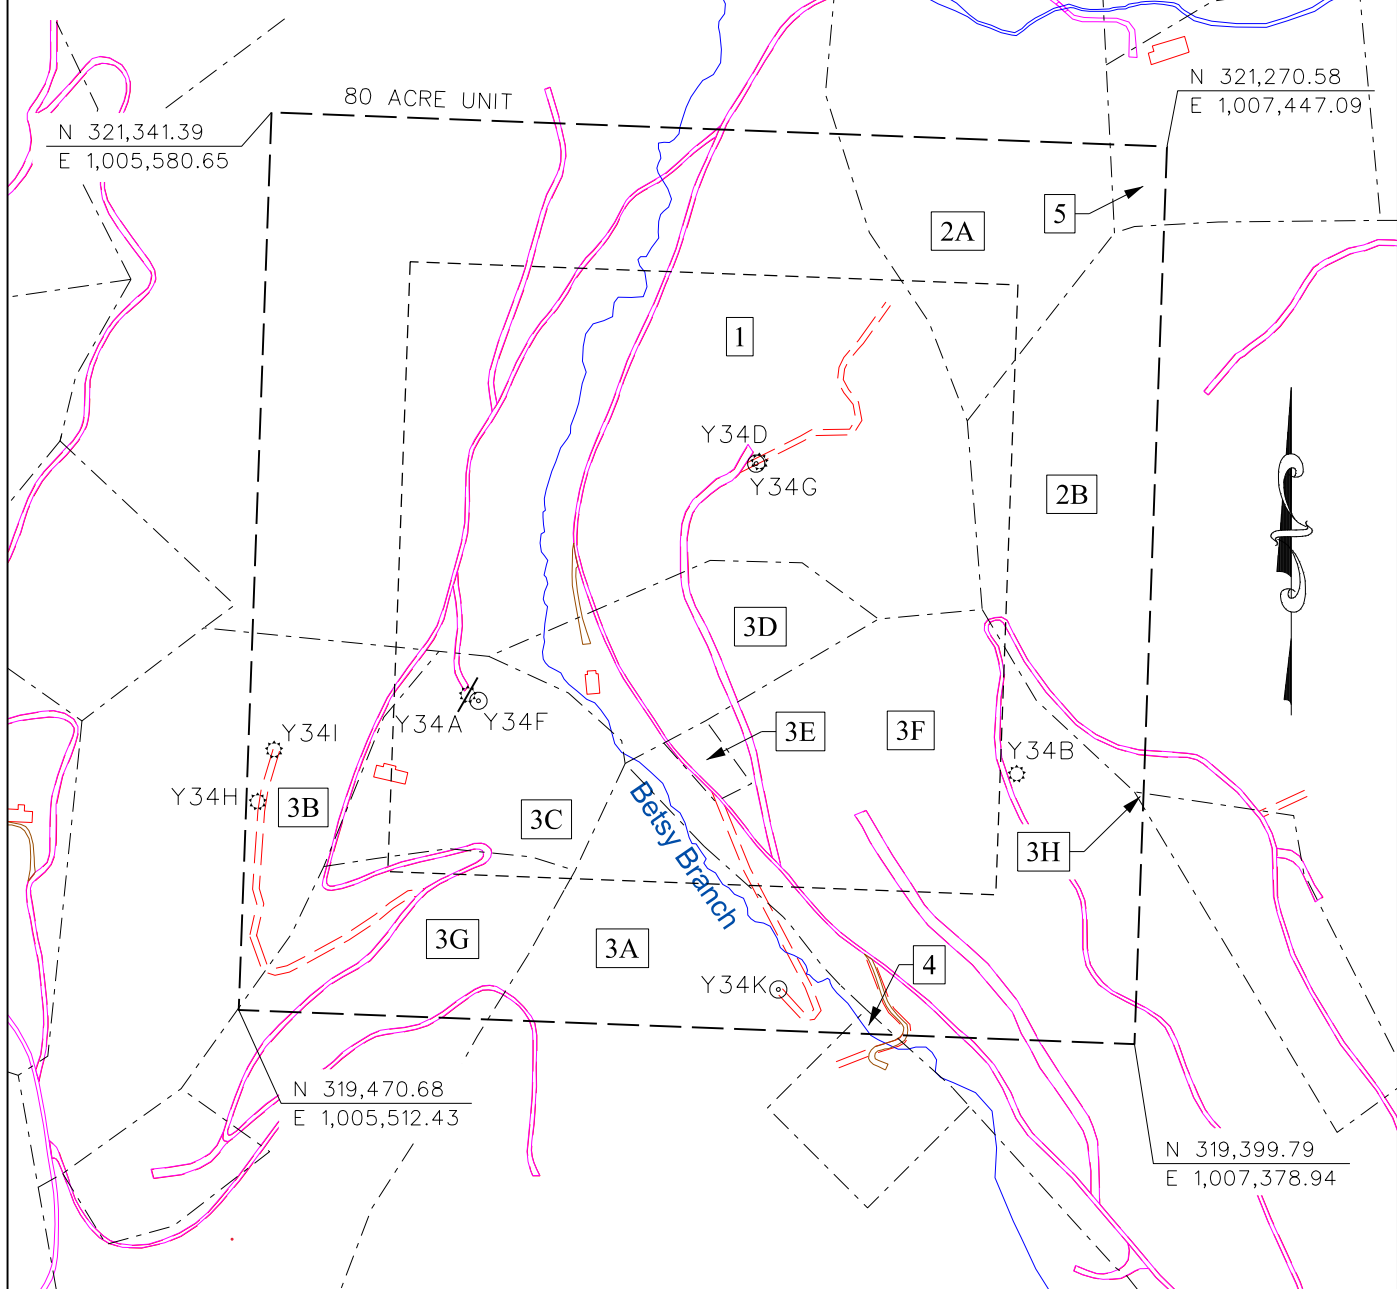 80 ACRE UNIT
N 321,341.39
E 1,005,580.65
N 321,270.58
E 1,007,447.09
5
2A
1
Y34D
Y34G
2B
3D
Y34A
Y34F
3E
3F
Y34I
Y34B
Y34H
3B
3C
Betsy Branch
3H
3G
3A
4
Y34K
N 319,470.68
E 1,005,512.43
N 319,399.79
E 1,007,378.94